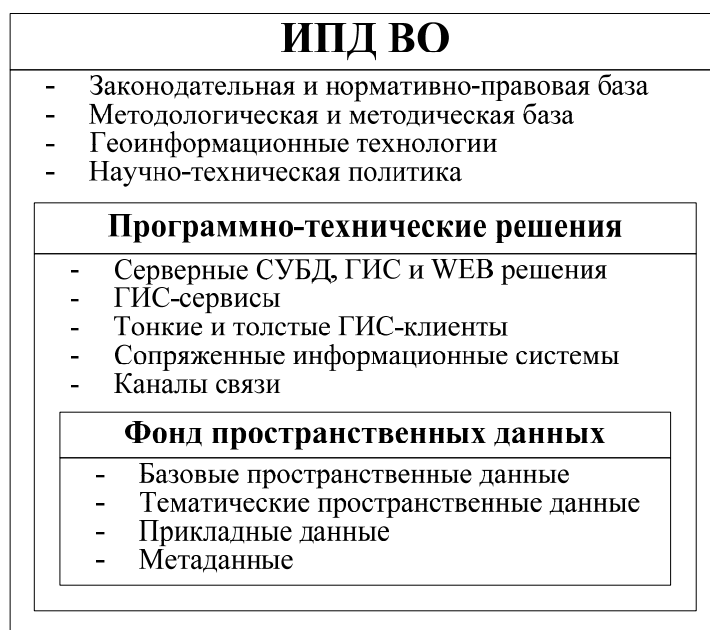 ИПД ВО
- Законодательная и нормативно-правовая база
- Методологическая и методическая база
- Геоинформационные технологии
- Научно-техническая политика
Программно-технические решения
- Серверные СУБД, ГИС и WEB решения
- ГИС-сервисы
- Тонкие и толстые ГИС-клиенты
- Сопряженные информационные системы
- Каналы связи
Фонд пространственных данных
- Базовые пространственные данные
- Тематические пространственные данные
- Прикладные данные
- Метаданные